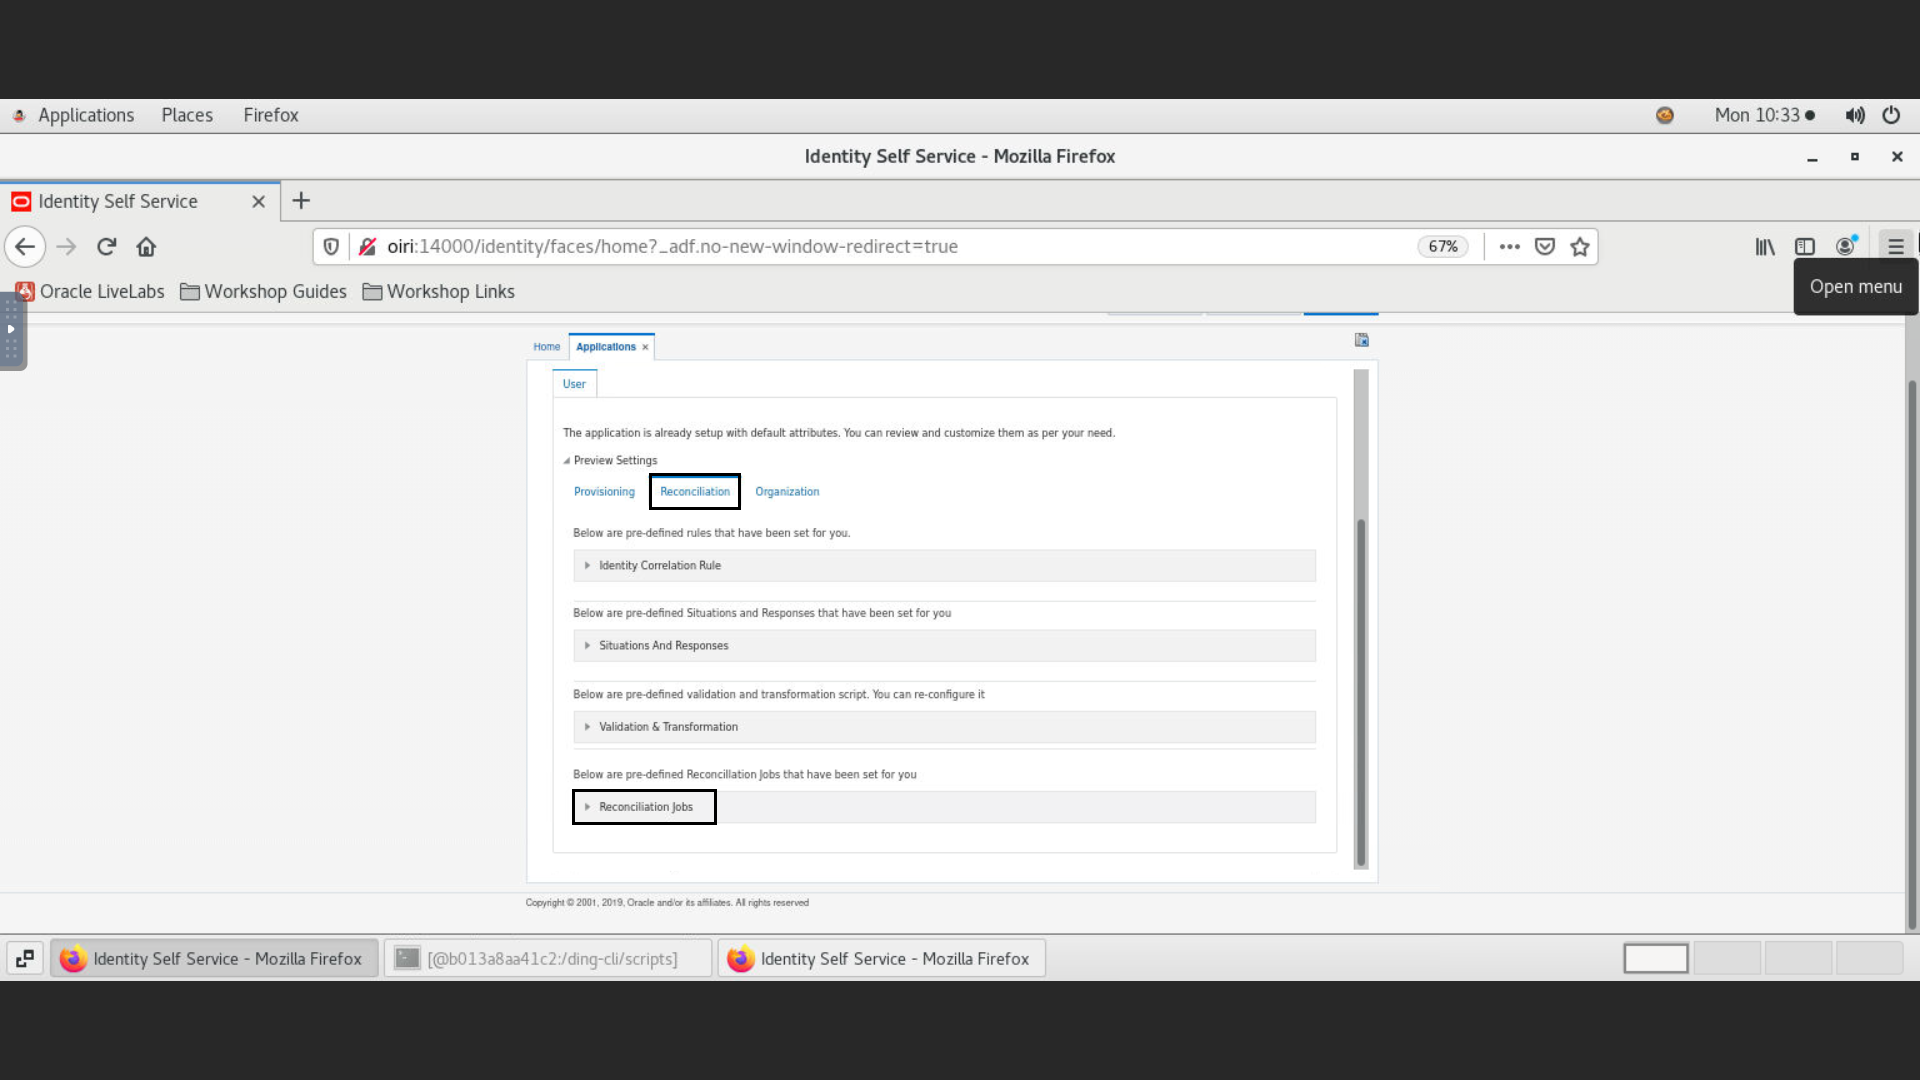 Applications Places Firefox Mon 10:33
Identity Self Service - Mozilla Firefox
Identity Self Service
oiri:14000/identity/faces/home?_adf.no-new-window-redirect=true 67%
Oracle LiveLabs Workshop Guides Workshop Links
Open menu
Home Applications
User
The application is already setup with default attributes. You can review and customize them as per your need.
Preview Settings
Provisioning Reconciliation Organization
Below are pre-defined rules that have been set for you.
Identity Correlation Rule
Below are pre-defined Situations and Responses that have been set for you
Situations And Responses
Below are pre-defined validation and transformation script. You can re-configure it
Validation & Transformation
Below are pre-defined Reconcillation Jobs that have been set for you
Reconciliation Jobs
Copyright © 2001, 2019, Oracle and/or its affiliates. All rights reserved
Identity Self Service - Mozilla Firefox [@b013a8aa41c2:/ding-cli/scripts] Identity Self Service - Mozilla Firefox